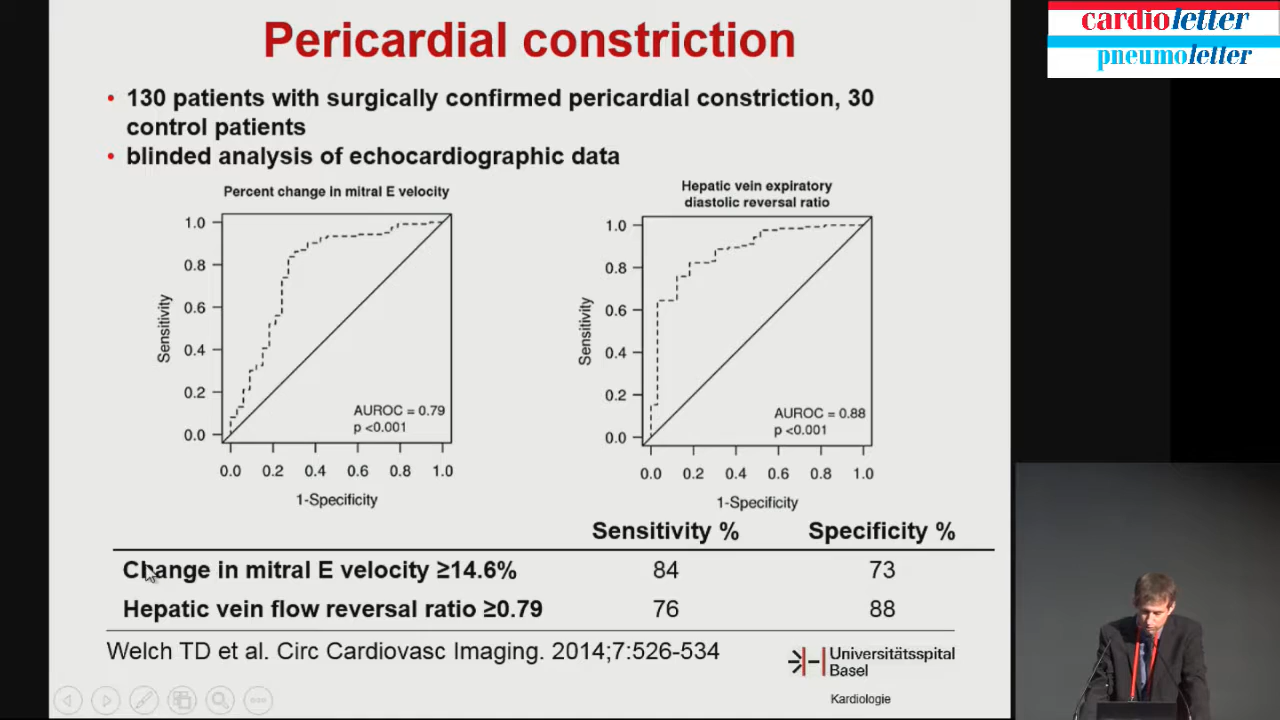 Pericardial constriction
cardioletter
pneumoletter
• 130 patients with surgically confirmed pericardial constriction, 30
control patients
• blinded analysis of echocardiographic data
Percent change in mitral E velocity
1.0
0.8
0.6
0.4
0.2
0.0
Sensitivity
AUROC = 0.79
p <0.001
0.0 0.2 0.4 0.6 0.8 1.0
1-Specificity
Hepatic vein expiratory
diastolic reversal ratio
1.0
0.8
0.6
0.4
0.2
0.0
Sensitivity
AUROC = 0.88
p <0.001
0.0 0.2 0.4 0.6 0.8 1.0
1-Specificity
Sensitivity % Specificity %
Change in mitral E velocity ≥14.6% 84 73
Hepatic vein flow reversal ratio ≥0.79 76 88
Welch TD et al. Circ Cardiovasc Imaging. 2014;7:526-534
Universitätsspital
Basel
Kardiologie